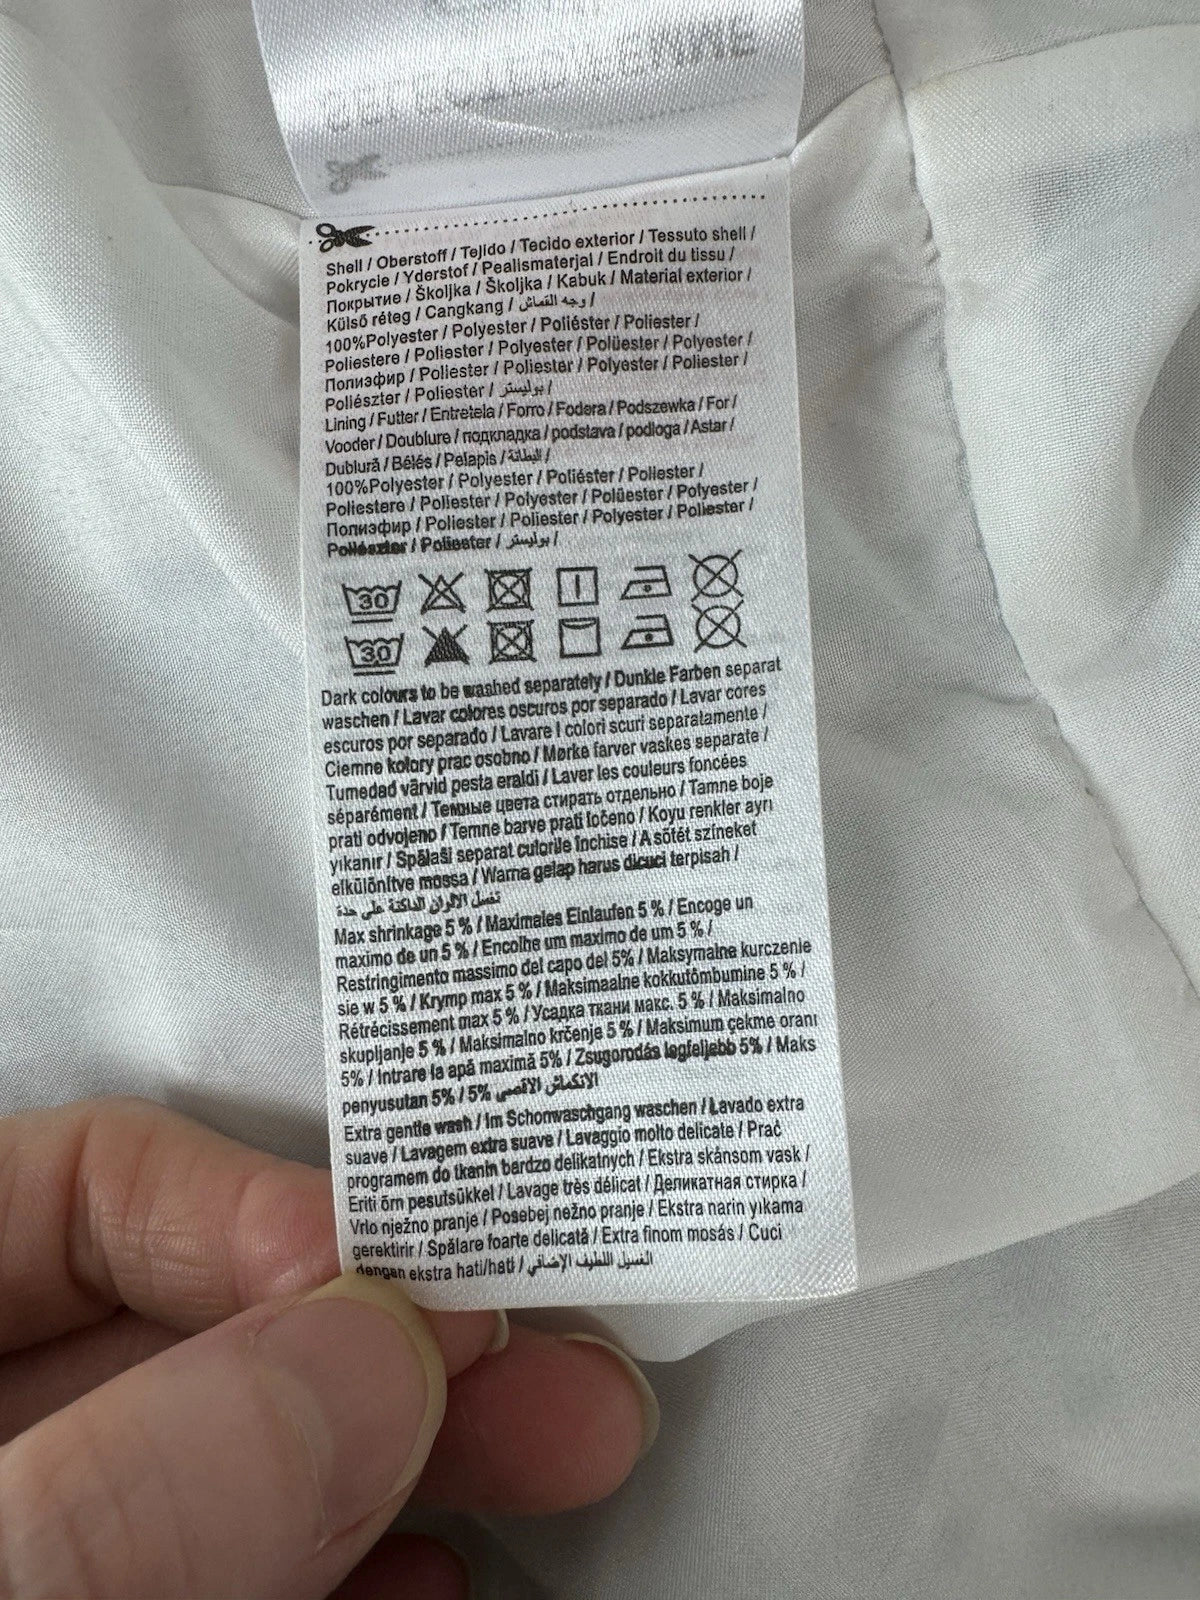 Shell / Oberstoff / Tejido / Tecido exterior / Tessuto shell /
Pokrycie / Yderstof / Pealismaterjal / Endroit du tissu /
Покрытие / Školjka / Školjka / Kabuk / Material exterior /
Külső réteg / Cangkang / وجه القماش /
100%Polyester / Polyester / Poliéster / Poliester /
Poliestere / Poliester / Polyester / Polüester / Polyester /
Полиэфир / Poliester / Poliester / Polyester / Poliester /
Poliészter / Poliester / بوليستر /
Lining / Futter / Entretela / Forro / Fodera / Podszewka / For /
Vooder / Doublure / подкладка / podstava / podloga / Astar /
Dublură / Bélés / Pelapis / البطانة /
100%Polyester / Polyester / Poliéster / Poliester /
Poliestere / Poliester / Polyester / Polüester / Polyester /
Полиэфир / Poliester / Poliester / Polyester / Poliester /
Poliészter / Poliester / بوليستر /
30
30
Dark colours to be washed separately / Dunkle Farben separat
waschen / Lavar colores oscuros por separado / Lavar cores
escuros por separado / Lavare I colori scuri separatamente /
Ciemne kolory prac osobno / Mørke farver vaskes separate /
Tumedad värvid pesta eraldi / Laver les couleurs foncées
séparément / Темные цвета стирать отдельно / Tamne boje
prati odvojeno / Temne barve prati ločeno / Koyu renkler ayrı
yıkanır / Spălaši separat culorile închise / A sötét színeket
elkülönítve mossa / Warna gelap harus dicuci terpisah /
تغسل الألوان الداكنة على حدة
Max shrinkage 5 % / Maximales Einlaufen 5 % / Encoge un
maximo de un 5 % / Encolhe um maximo de um 5 % /
Restringimento massimo del capo del 5% / Maksymalne kurczenie
sie w 5 % / Krymp max 5 % / Maksimaalne kokkutõmbumine 5 % /
Rétrécissement max 5 % / Усадка ткани макс. 5 % / Maksimalno
skupljanje 5 % / Maksimalno krčenje 5 % / Maksimum çekme oranı
5% / Intrare la apă maximă 5% / Zsugorodás legfeljebb 5% / Maks
penyusutan 5% / 5% الانكماش الاقصى
Extra gentle wash / Im Schonwaschgang waschen / Lavado extra
suave / Lavagem extra suave / Lavaggio molto delicate / Prać
programem do tkanin bardzo delikatnych / Ekstra skånsom vask /
Eriti õrn pesutsükkel / Lavage très délicat / Деликатная стирка /
Vrlo nježno pranje / Posebej nežno pranje / Ekstra narin yıkama
gerektirir / Spălare foarte delicată / Extra finom mosás / Cuci
dengan ekstra hati/hati / الغسيل اللطيف الإضافي